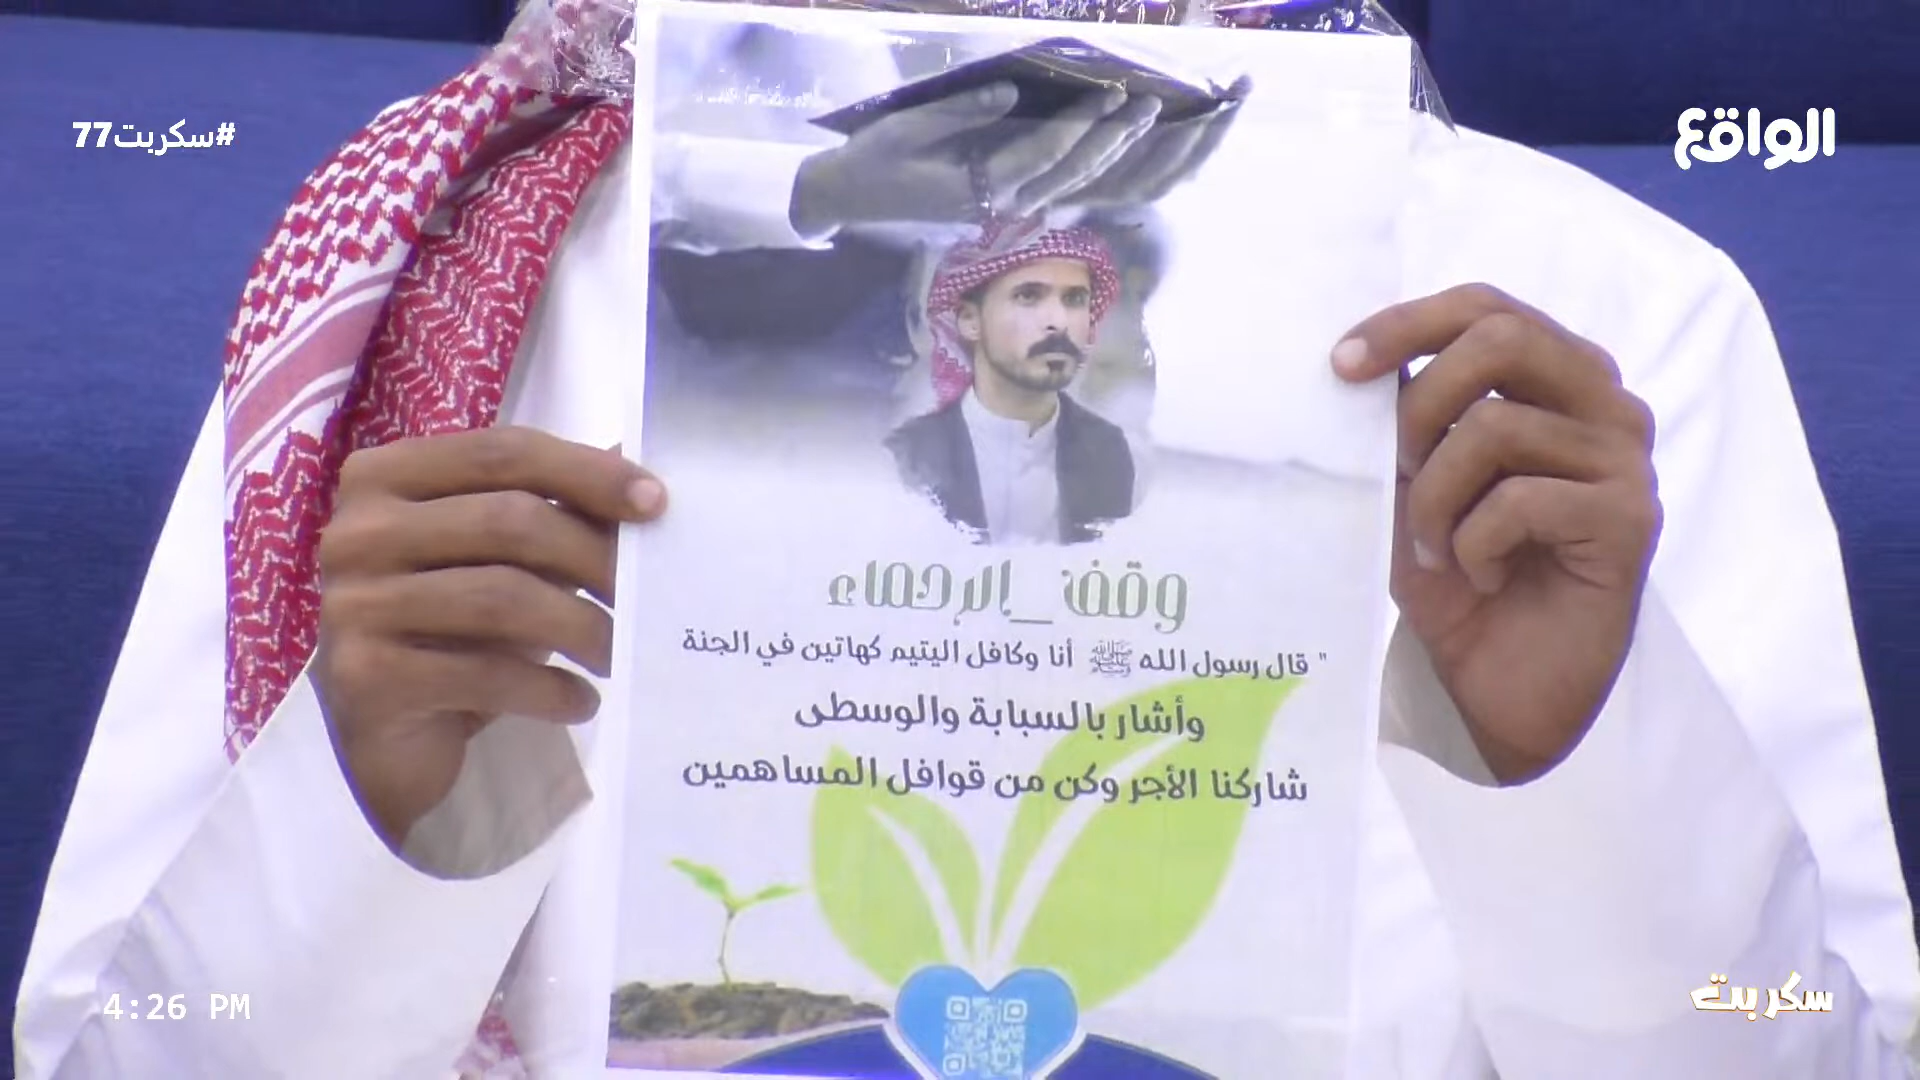 #سكربت77
الواقع
وقف_الرحماء
" قال رسول الله ﷺ أنا وكافل اليتيم كهاتين في الجنة
وأشار بالسبابة والوسطى
شاركنا الأجر وكن من قوافل المساهمين
4:26 PM
سكربت